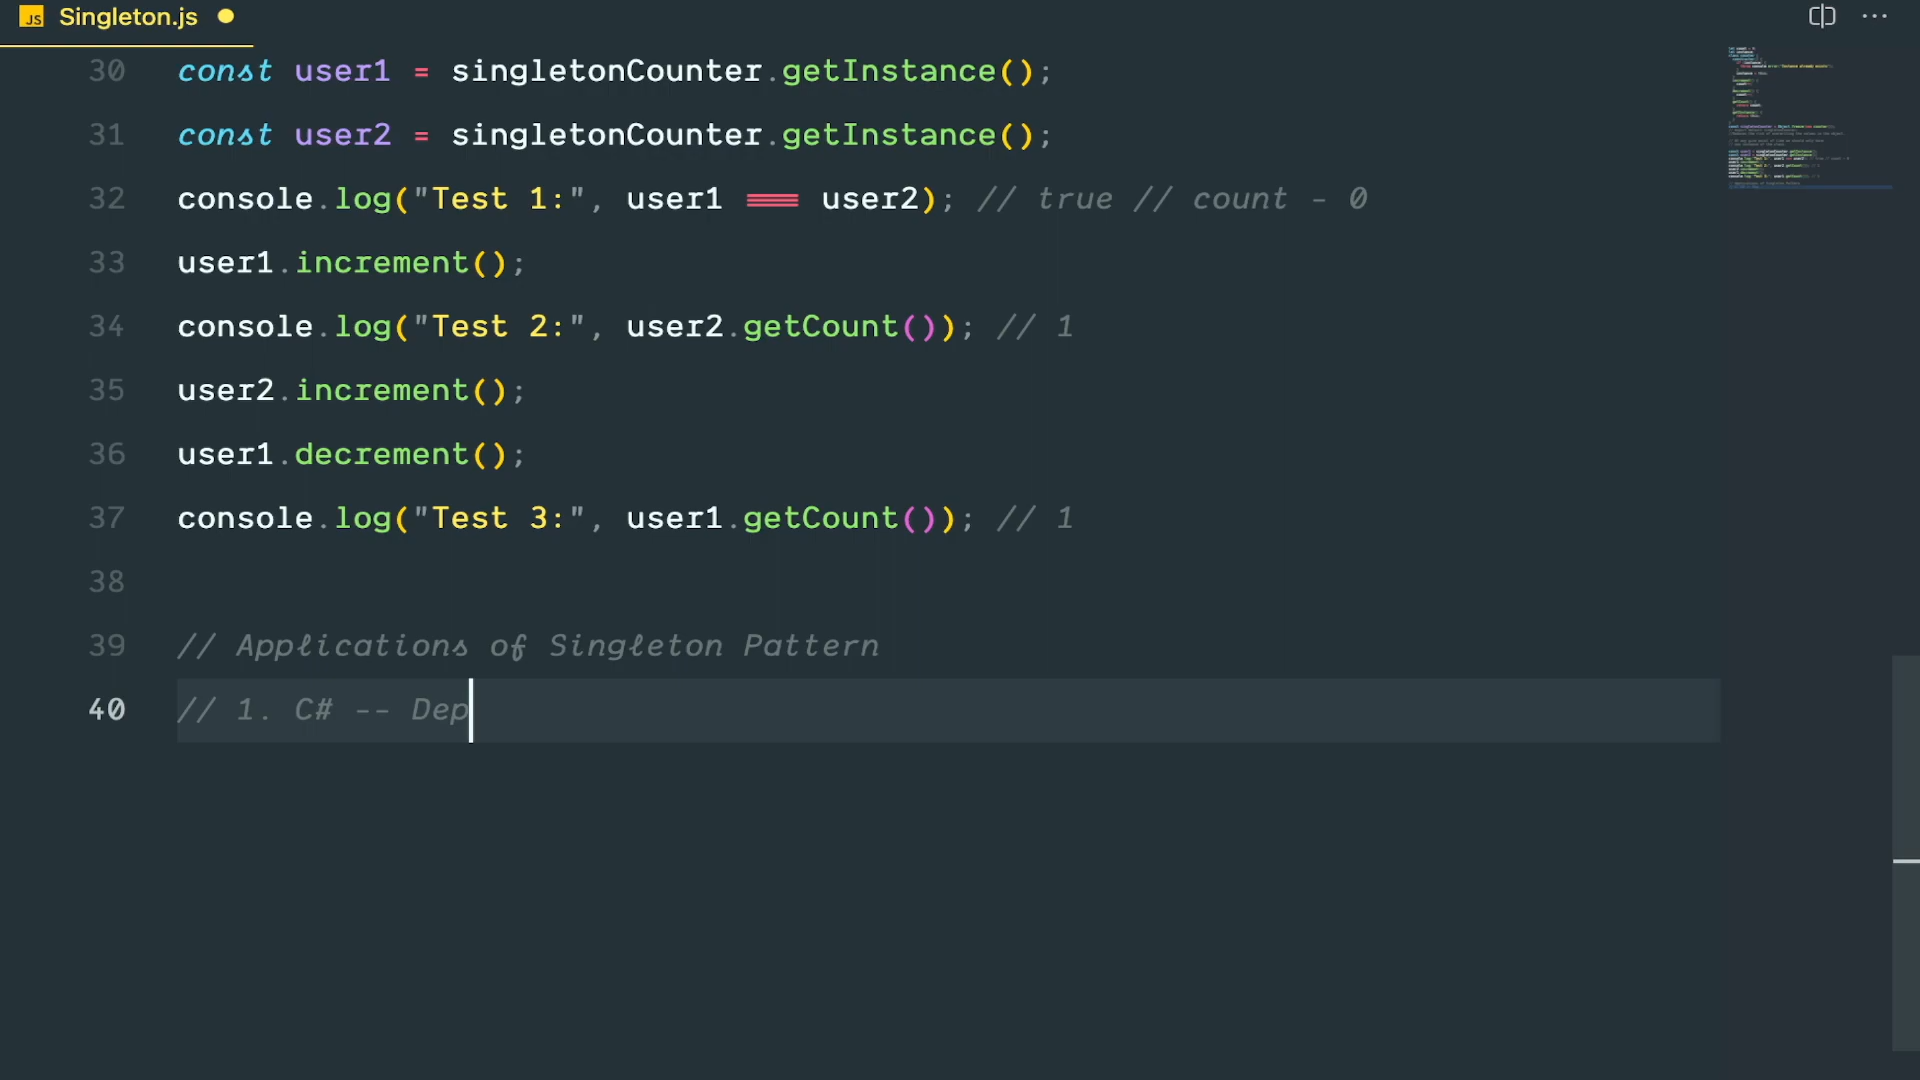 JS Singleton.js
30 const user1 = singletonCounter.getInstance();
31 const user2 = singletonCounter.getInstance();
32 console.log("Test 1:", user1 === user2); // true // count - 0
33 user1.increment();
34 console.log("Test 2:", user2.getCount()); // 1
35 user2.increment();
36 user1.decrement();
37 console.log("Test 3:", user1.getCount()); // 1
38
39 // Applications of Singleton Pattern
40 // 1. C# -- Dep